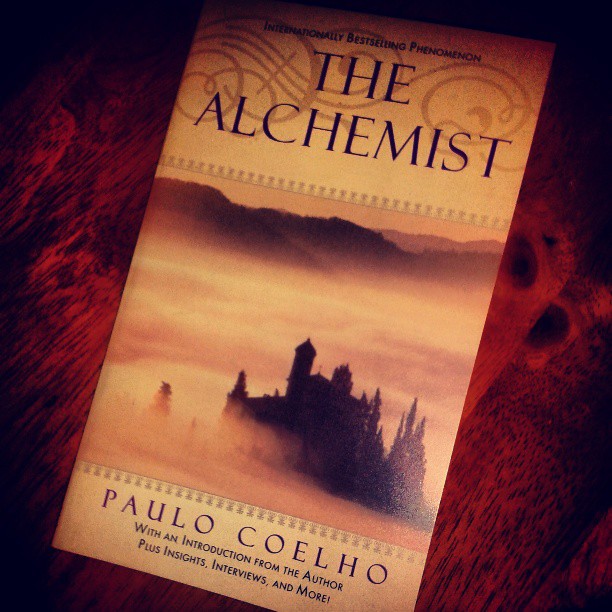 INTERNATIONALLY BESTSELLING PHENOMENON
THE
ALCHEMIST
PAULO COELHO
WITH AN INTRODUCTION FROM THE AUTHOR
PLUS INSIGHTS, INTERVIEWS, AND MORE!